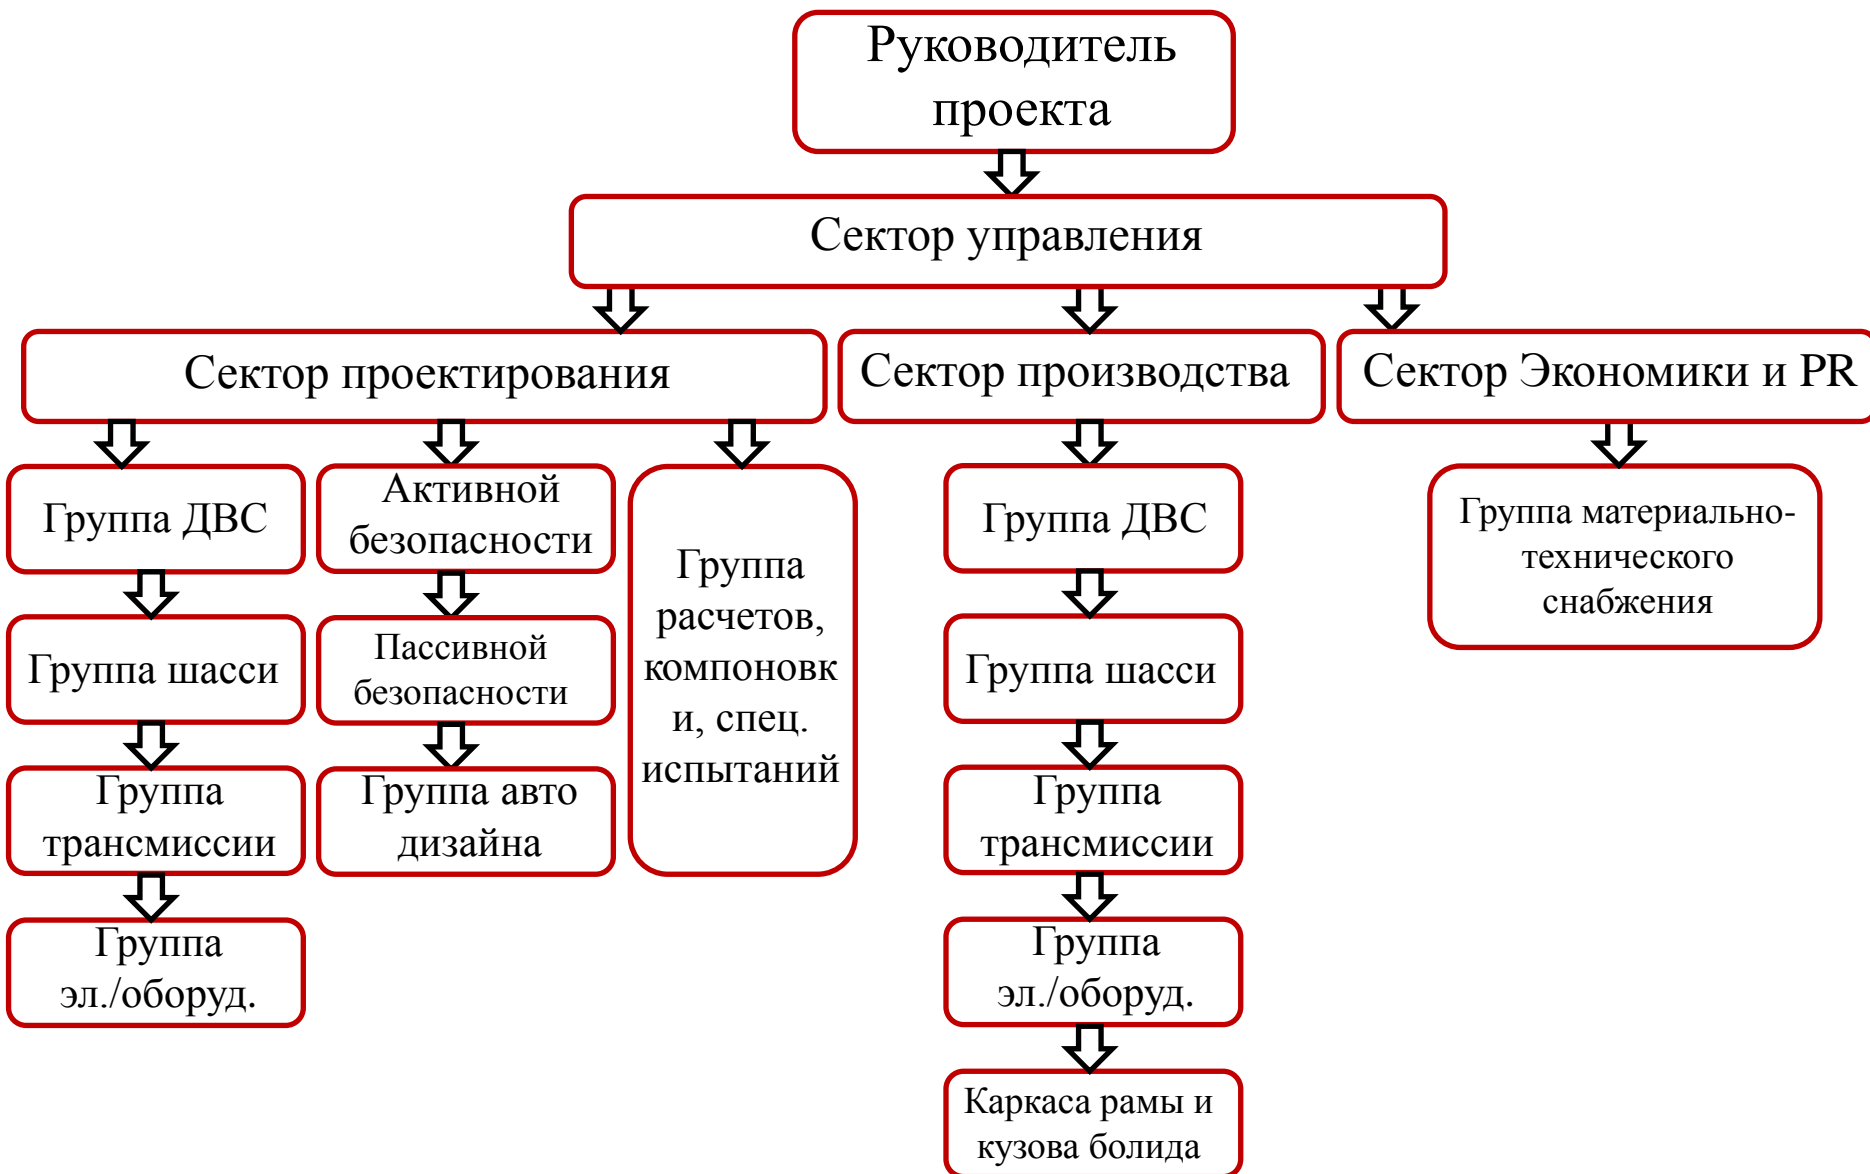 Руководитель
проекта
Сектор управления
Сектор проектирования
Сектор производства
Сектор Экономики и PR
Группа ДВС
Группа шасси
Группа
трансмиссии
Группа
эл./оборуд.
Активной
безопасности
Пассивной
безопасности
Группа авто
дизайна
Группа
расчетов,
компоновк
и, спец.
испытаний
Группа ДВС
Группа шасси
Группа
трансмиссии
Группа
эл./оборуд.
Каркаса рамы и
кузова болида
Группа материально-
технического
снабжения